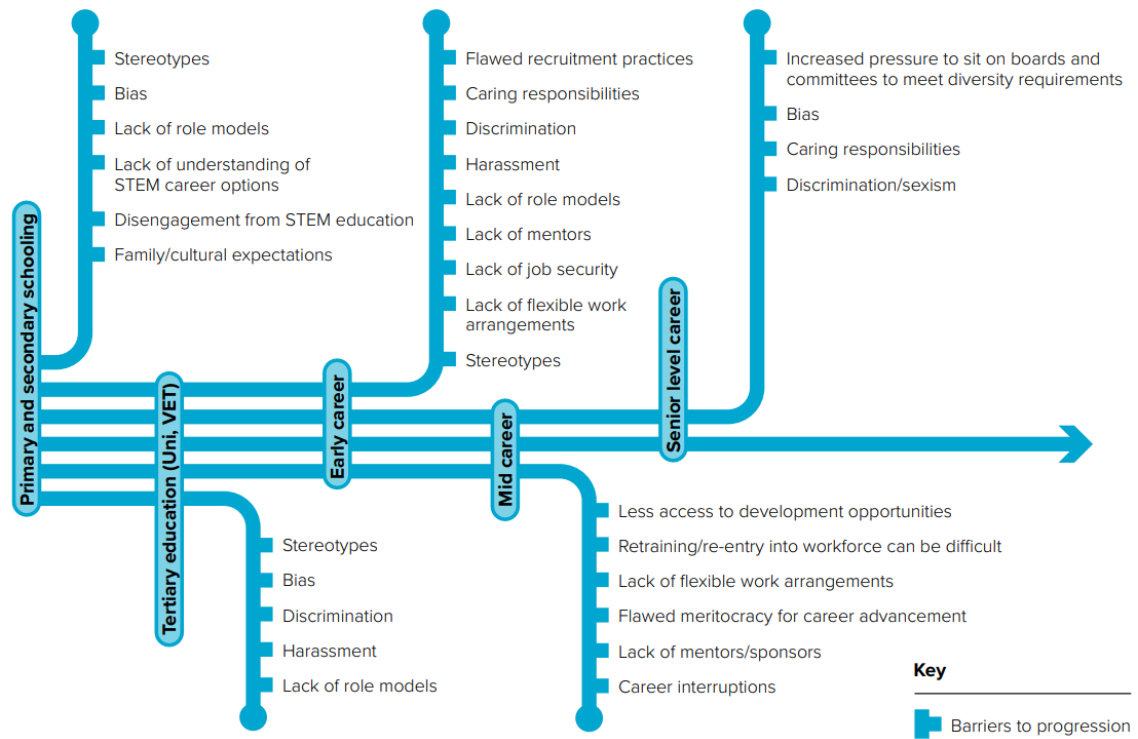 Primary and secondary schooling
Stereotypes
Bias
Lack of role models
Lack of understanding of
STEM career options
Disengagement from STEM education
Family/cultural expectations
Tertiary education (Uni, VET)
Stereotypes
Bias
Discrimination
Harassment
Lack of role models
Early career
Flawed recruitment practices
Caring responsibilities
Discrimination
Harassment
Lack of role models
Lack of mentors
Lack of job security
Lack of flexible work
arrangements
Stereotypes
Mid career
Less access to development opportunities
Retraining/re-entry into workforce can be difficult
Lack of flexible work arrangements
Flawed meritocracy for career advancement
Lack of mentors/sponsors
Career interruptions
Senior level career
Increased pressure to sit on boards and
committees to meet diversity requirements
Bias
Caring responsibilities
Discrimination/sexism
Key
Barriers to progression